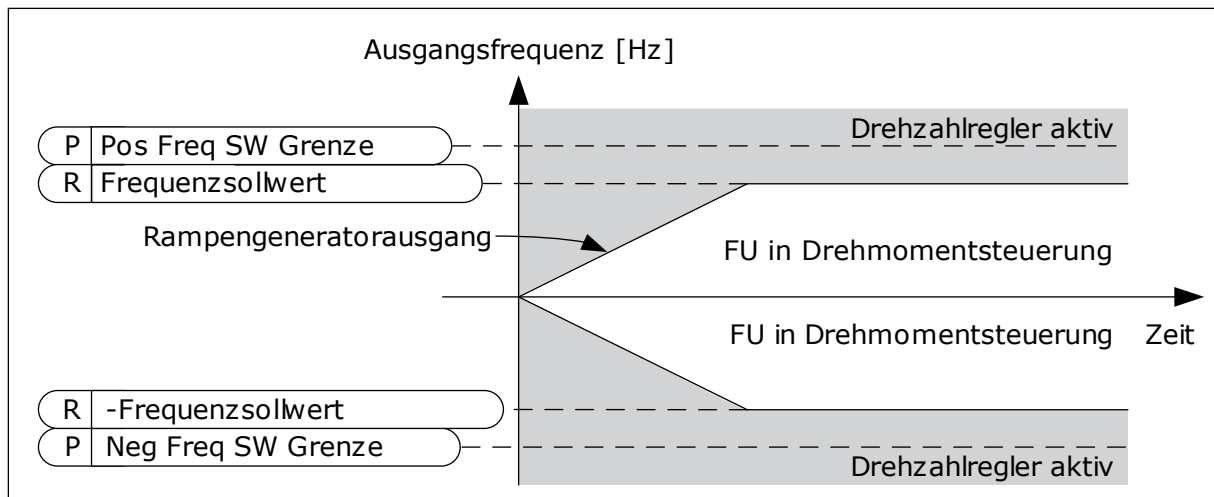 Ausgangsfrequenz [Hz]
Drehzahlregler aktiv
P Pos Freq SW Grenze
R Frequenzsollwert
Rampengeneratorausgang
FU in Drehmomentsteuerung
FU in Drehmomentsteuerung Zeit
R -Frequenzsollwert
P Neg Freq SW Grenze
Drehzahlregler aktiv